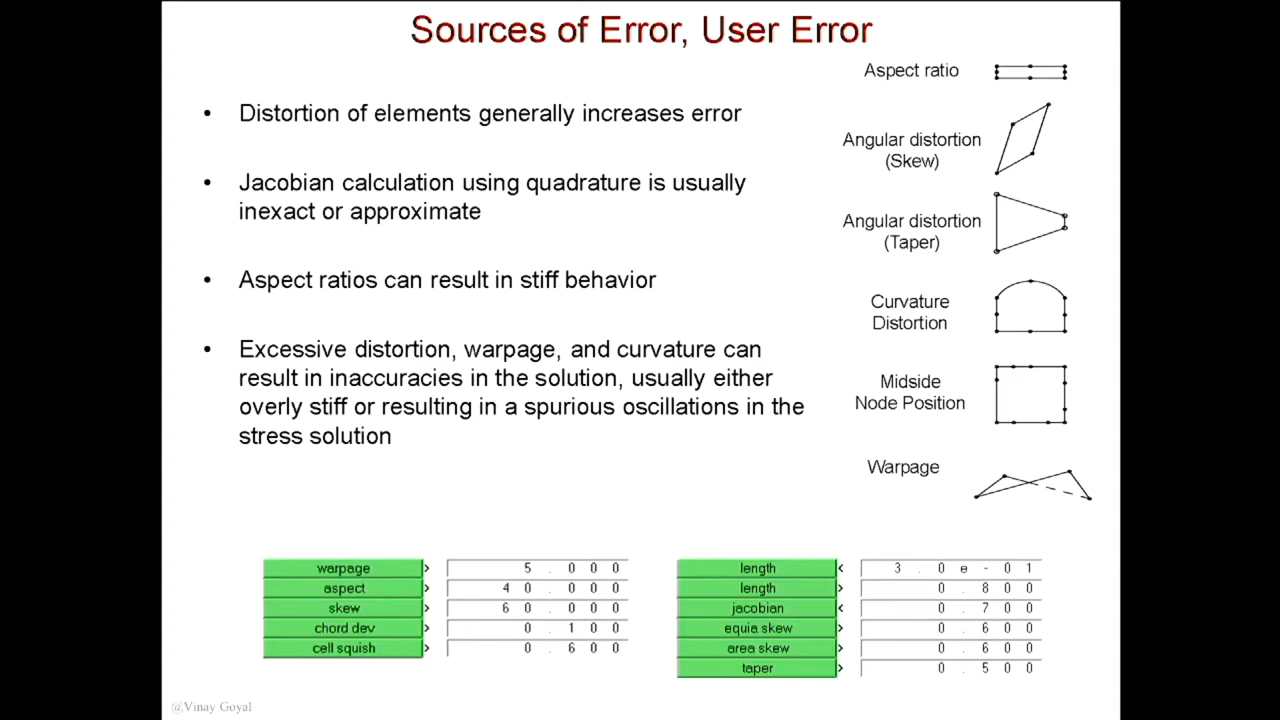 Sources of Error, User Error
• Distortion of elements generally increases error
• Jacobian calculation using quadrature is usually
inexact or approximate
• Aspect ratios can result in stiff behavior
• Excessive distortion, warpage, and curvature can
result in inaccuracies in the solution, usually either
overly stiff or resulting in a spurious oscillations in the
stress solution
Aspect ratio
Angular distortion
(Skew)
Angular distortion
(Taper)
Curvature
Distortion
Midside
Node Position
Warpage
warpage > 5.000
aspect > 40.000
skew > 60.000
chord dev > 0.100
cell squish > 0.600
length < 3.0e-01
length > 0.800
jacobian < 0.700
equia skew > 0.600
area skew > 0.600
taper > 0.500
@Vinay Goyal